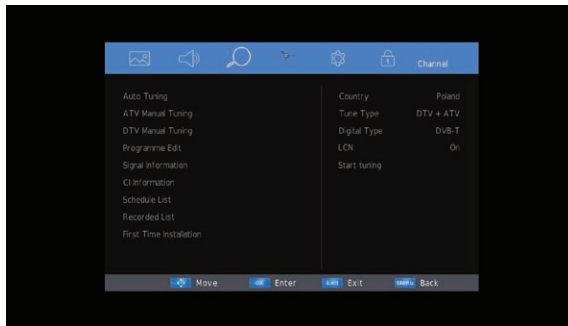 Channel
Auto Tuning
ATV Manual Tuning
DTV Manual Tuning
Programme Edit
Signal Information
CI Information
Schedule List
Recorded List
First Time Installation
Country Poland
Tune Type DTV + ATV
Digital Type DVB-T
LCN On
Start tuning
Move OK Enter EXIT Exit MENU Back